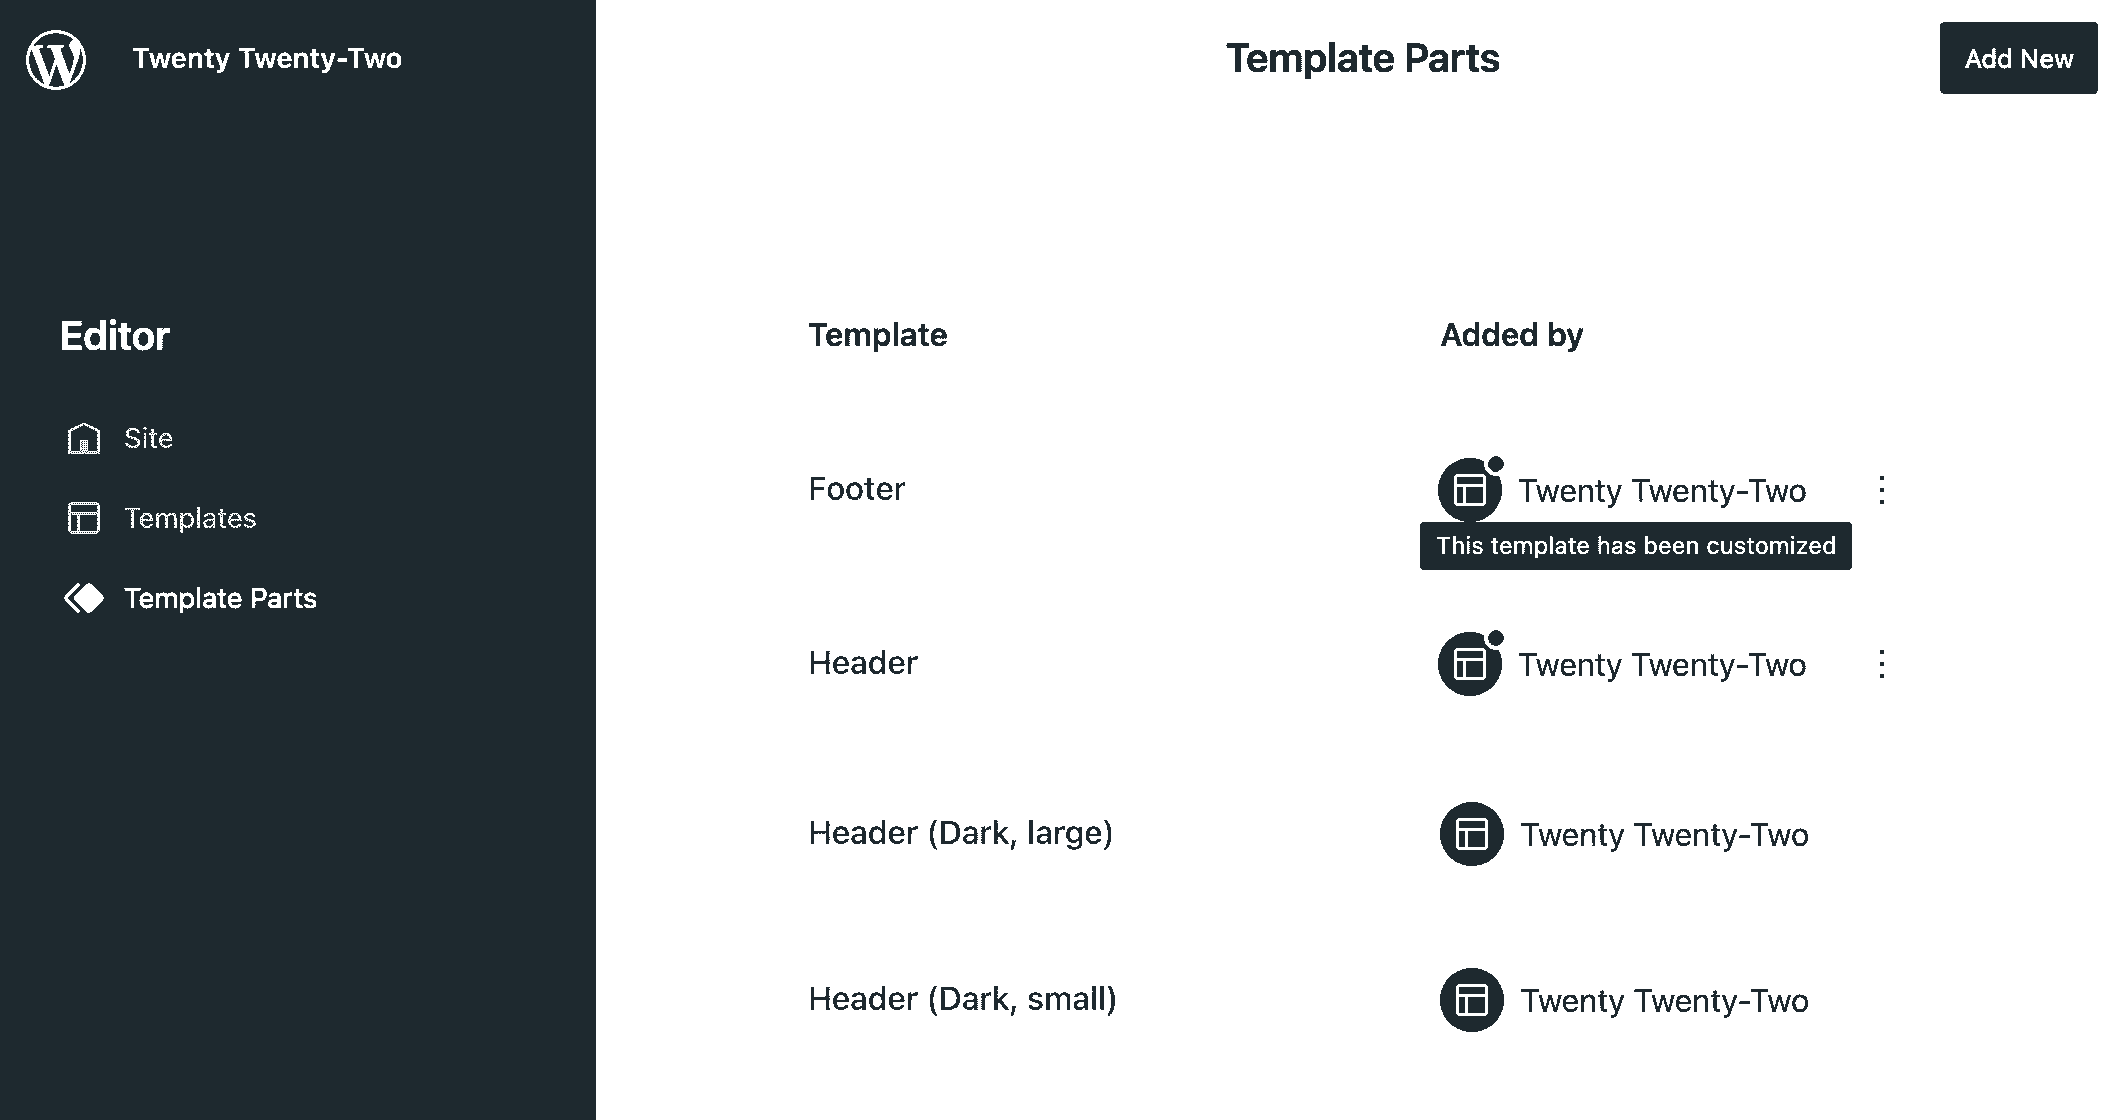 Twenty Twenty-Two
Template Parts
Add New
Editor
Site
Templates
Template Parts
Template
Added by
Footer
Twenty Twenty-Two
This template has been customized
Header
Twenty Twenty-Two
Header (Dark, large)
Twenty Twenty-Two
Header (Dark, small)
Twenty Twenty-Two